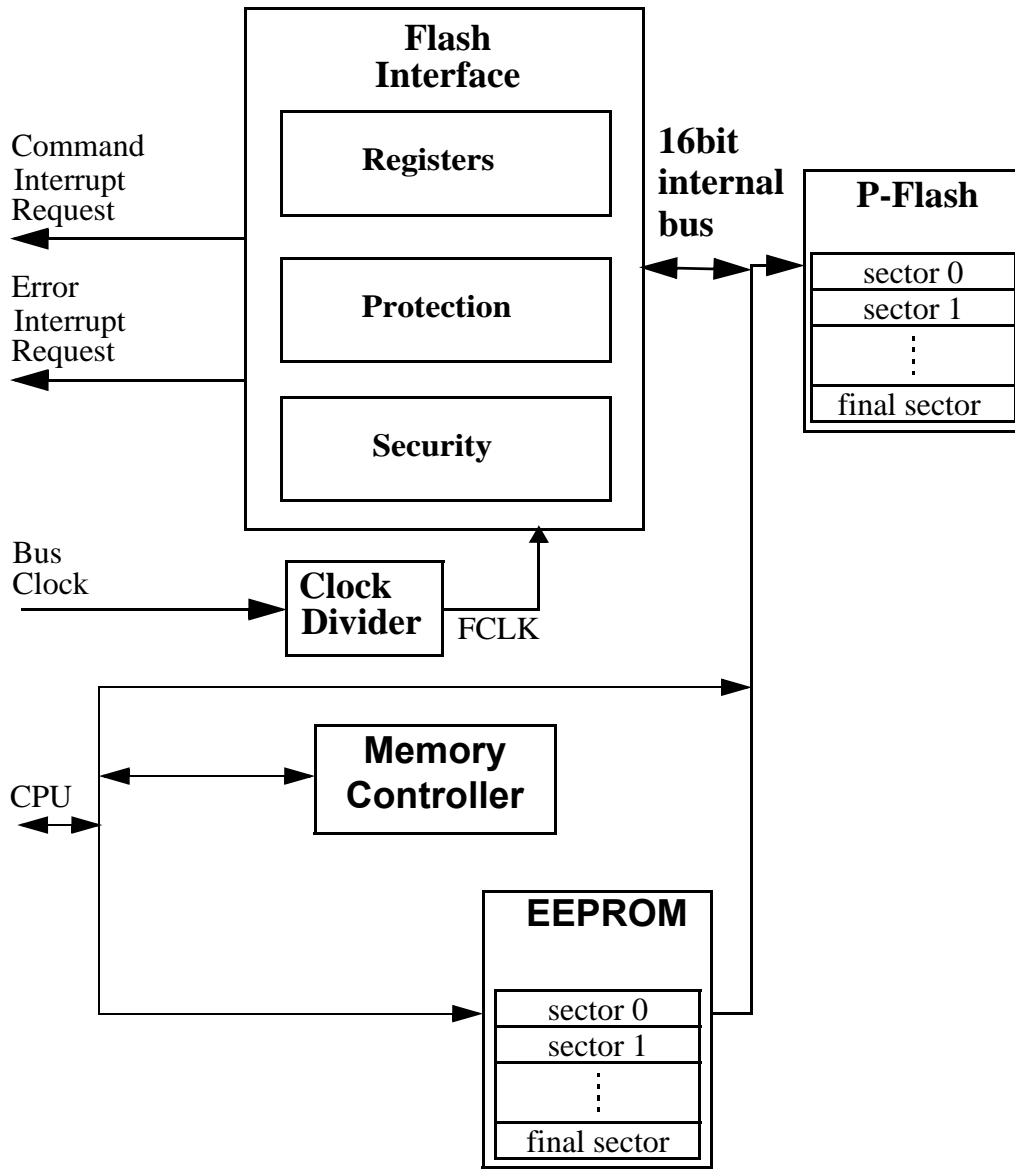 Flash
Interface
Registers
Protection
Security
Command
Interrupt
Request
Error
Interrupt
Request
16bit
internal
bus
P-Flash
sector 0
sector 1
final sector
Bus
Clock
Clock
Divider
FCLK
Memory
Controller
CPU
EEPROM
sector 0
sector 1
final sector